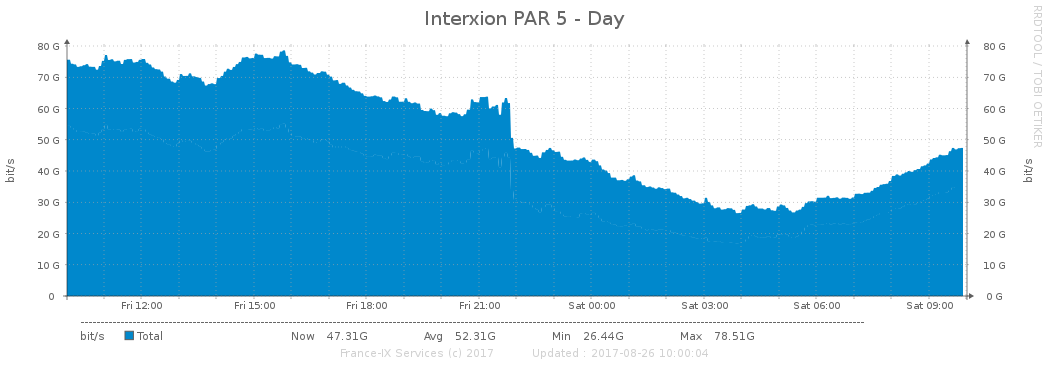 Interxion PAR 5 - Day
RRDTOOL / TOBI OETIKER
bit/s
80 G
70 G
60 G
50 G
40 G
30 G
20 G
10 G
0
80 G
70 G
60 G
50 G
40 G
30 G
20 G
10 G
0 G
bit/s
Fri 12:00 Fri 15:00 Fri 18:00 Fri 21:00 Sat 00:00 Sat 03:00 Sat 06:00 Sat 09:00
bit/s Total Now 47.31G Avg 52.31G Min 26.44G Max 78.51G
France-IX Services (c) 2017 Updated : 2017-08-26 10:00:04